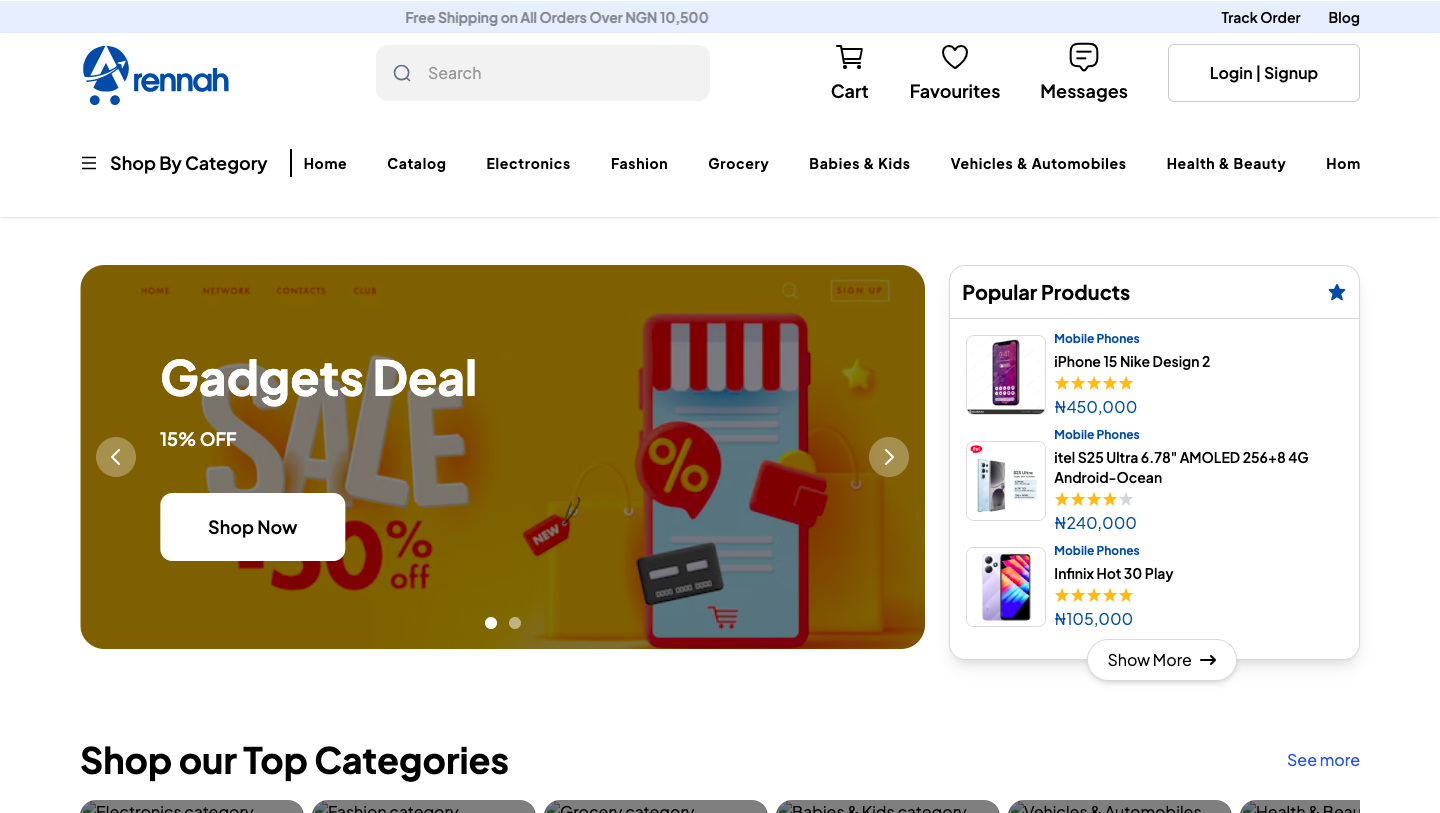 Free Shipping on All Orders Over NGN 10,500
Track Order
Blog
Arennah
Search
Cart
Favourites
Messages
Login | Signup
Shop By Category
Home
Catalog
Electronics
Fashion
Grocery
Babies & Kids
Vehicles & Automobiles
Health & Beauty
Hom
HOME
NETWORK
CONTACTS
CLUB
SIGN UP
Gadgets Deal
SALE
15% OFF
Shop Now
-50%
off
%
NEW
Popular Products
Mobile Phones
iPhone 15 Nike Design 2
₦450,000
Mobile Phones
itel S25 Ultra 6.78" AMOLED 256+8 4G
Android-Ocean
₦240,000
itel
S25 Ultra
Mobile Phones
Infinix Hot 30 Play
₦105,000
Show More
Shop our Top Categories
See more
Electronics category
Fashion category
Grocery category
Babies & Kids category
Vehicles & Automobiles
Health & Beau